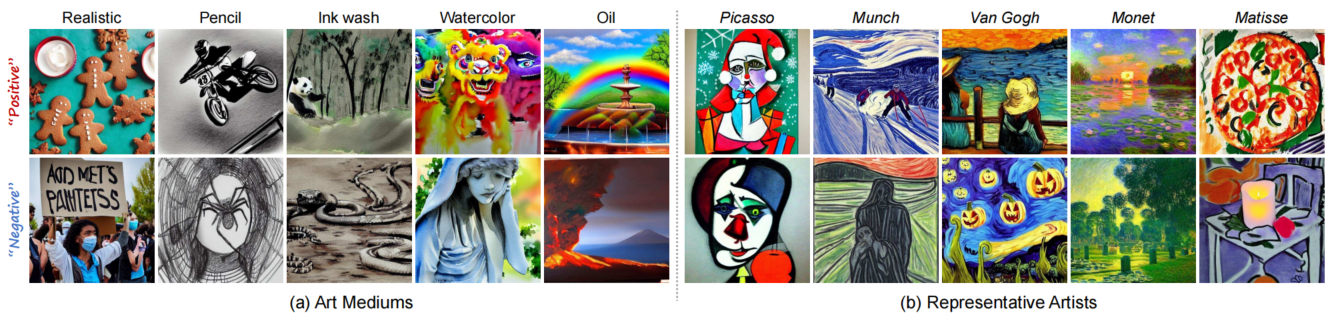 Realistic Pencil Ink wash Watercolor Oil Picasso Munch Van Gogh Monet Matisse
"Positive"
"Negative"
AOD MET'S
PAINTETSS
(a) Art Mediums (b) Representative Artists